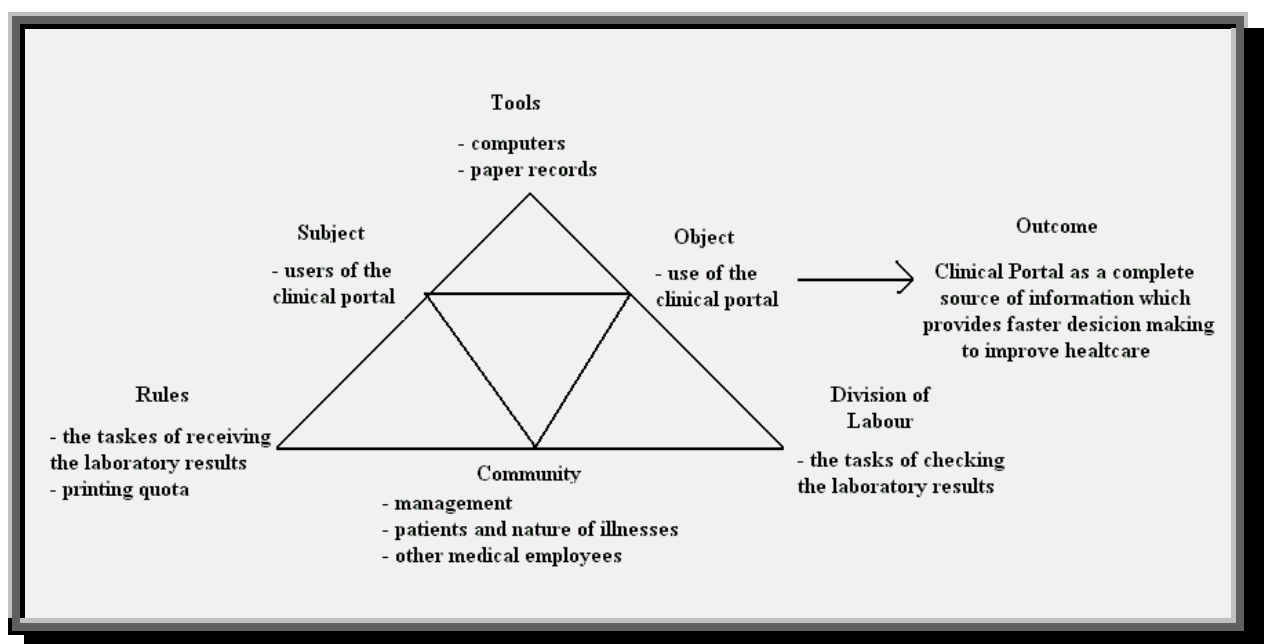 Tools
- computers
- paper records
Subject
- users of the
clinical portal
Object
- use of the
clinical portal
Outcome
Clinical Portal as a complete
source of information which
provides faster desicion making
to improve healtcare
Rules
- the taskes of receiving
the laboratory results
- printing quota
Division of
Labour
- the tasks of checking
the laboratory results
Community
- management
- patients and nature of illnesses
- other medical employees